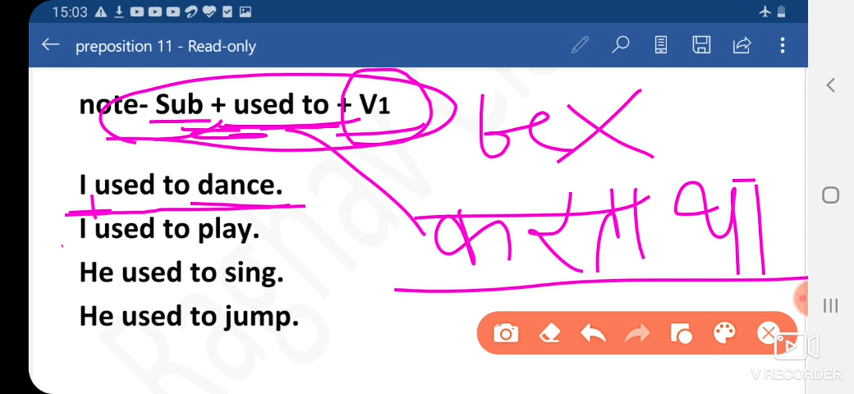 15:03
preposition 11 - Read-only
note- Sub + used to + V1
be X
I used to dance.
करता था
I used to play.
He used to sing.
He used to jump.
V RECORDER